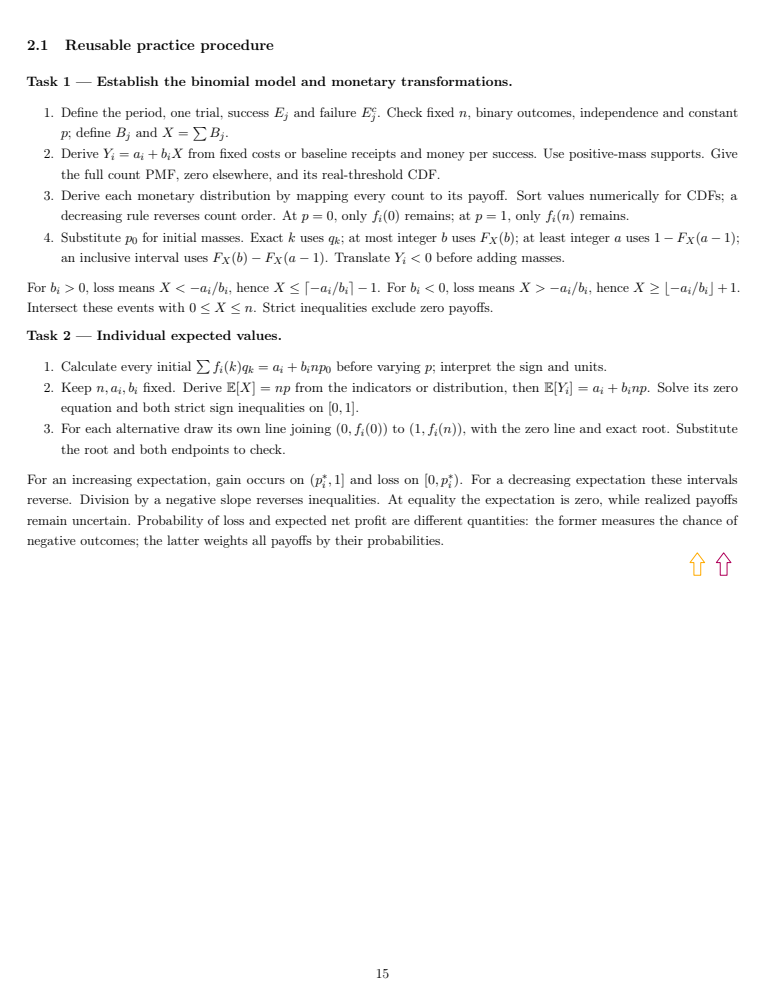 2.1 Reusable practice procedure
Task 1 — Establish the binomial model and monetary transformations.
1. Define the period, one trial, success E_j and failure E_j^c. Check fixed n, binary outcomes, independence and constant
p; define B_j and X = ∑ B_j.
2. Derive Y_i = a_i + b_iX from fixed costs or baseline receipts and money per success. Use positive-mass supports. Give
the full count PMF, zero elsewhere, and its real-threshold CDF.
3. Derive each monetary distribution by mapping every count to its payoff. Sort values numerically for CDFs; a
decreasing rule reverses count order. At p = 0, only f_i(0) remains; at p = 1, only f_i(n) remains.
4. Substitute p_0 for initial masses. Exact k uses q_k; at most integer b uses F_X(b); at least integer a uses 1 − F_X(a − 1);
an inclusive interval uses F_X(b) − F_X(a − 1). Translate Y_i < 0 before adding masses.
For b_i > 0, loss means X < −a_i/b_i, hence X ≤ ⌈−a_i/b_i⌉ − 1. For b_i < 0, loss means X > −a_i/b_i, hence X ≥ ⌊−a_i/b_i⌋ + 1.
Intersect these events with 0 ≤ X ≤ n. Strict inequalities exclude zero payoffs.
Task 2 — Individual expected values.
1. Calculate every initial ∑ f_i(k)q_k = a_i + b_inp_0 before varying p; interpret the sign and units.
2. Keep n, a_i, b_i fixed. Derive 𝔼[X] = np from the indicators or distribution, then 𝔼[Y_i] = a_i + b_inp. Solve its zero
equation and both strict sign inequalities on [0, 1].
3. For each alternative draw its own line joining (0, f_i(0)) to (1, f_i(n)), with the zero line and exact root. Substitute
the root and both endpoints to check.
For an increasing expectation, gain occurs on (p_i^*, 1] and loss on [0, p_i^*). For a decreasing expectation these intervals
reverse. Division by a negative slope reverses inequalities. At equality the expectation is zero, while realized payoffs
remain uncertain. Probability of loss and expected net profit are different quantities: the former measures the chance of
negative outcomes; the latter weights all payoffs by their probabilities.
15